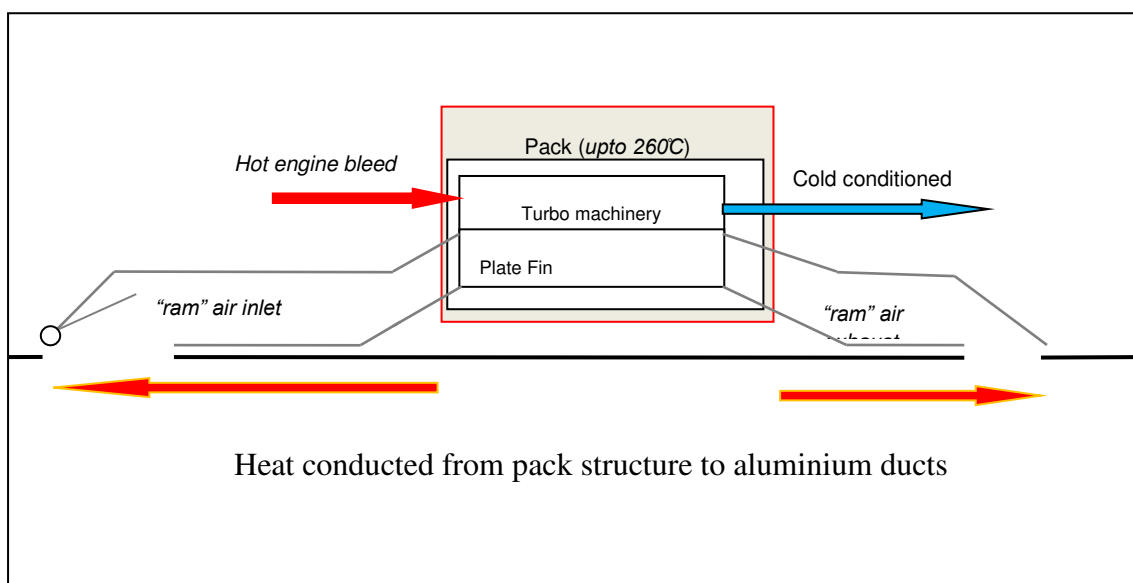 Pack (upto 260℃)
Hot engine bleed
Cold conditioned
Turbo machinery
Plate Fin
“ram” air inlet
“ram” air
Heat conducted from pack structure to aluminium ducts